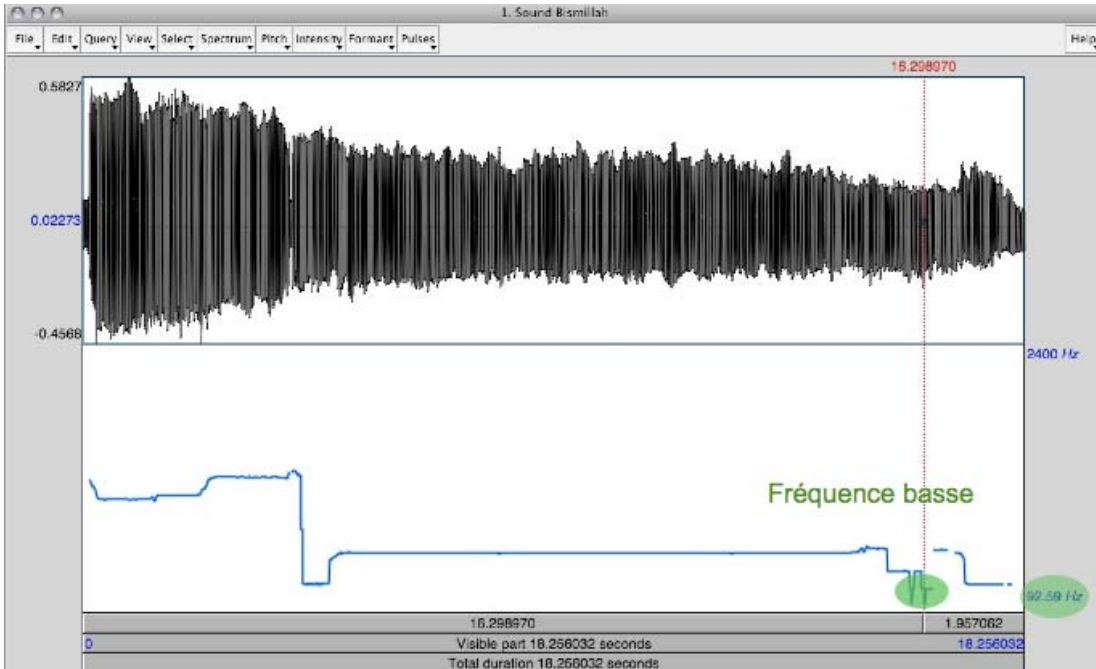 1. Sound Bismillah
File Edit Query View Select Spectrum Pitch Intensity Formant Pulses Help
16.298970
0.5827
0.02273
-0.4568
2400 Hz
Fréquence basse
92.59 Hz
16.298970 1.957062
0 Visible part 18.256032 seconds 18.256032
Total duration 18.256032 seconds